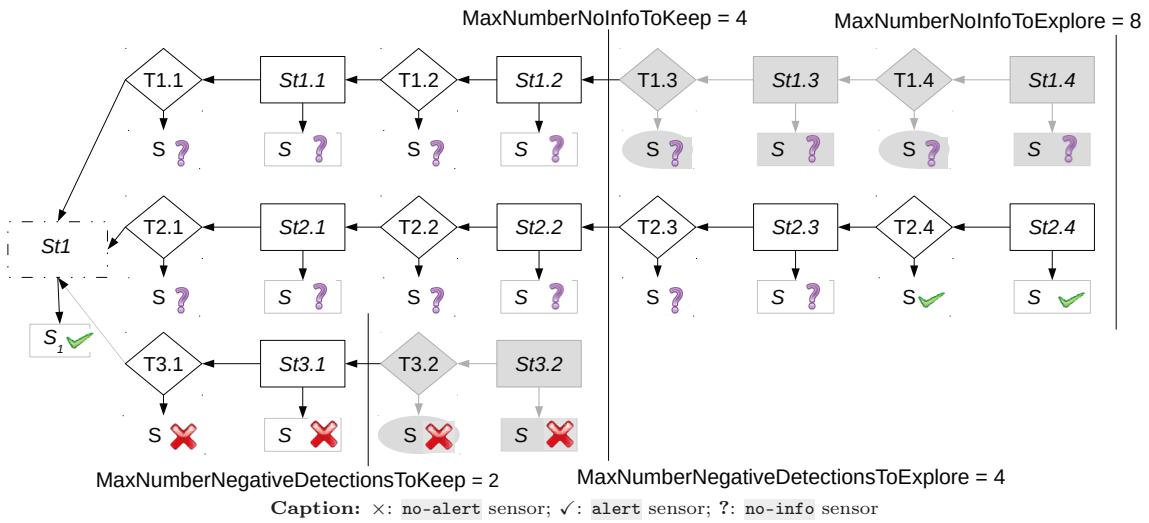 MaxNumberNoInfoToKeep = 4
MaxNumberNoInfoToExplore = 8
T1.1 St1.1 T1.2 St1.2 T1.3 St1.3 T1.4 St1.4
S ? S ? S ? S ? S ? S ? S ? S ?
St1 T2.1 St2.1 T2.2 St2.2 T2.3 St2.3 T2.4 St2.4
S ? S ? S ? S ? S ? S ? S ✓ S ✓
S1 ✓
T3.1 St3.1 T3.2 St3.2
S × S × S × S ×
MaxNumberNegativeDetectionsToKeep = 2
MaxNumberNegativeDetectionsToExplore = 4
Caption: ×: no-alert sensor; ✓: alert sensor; ?: no-info sensor